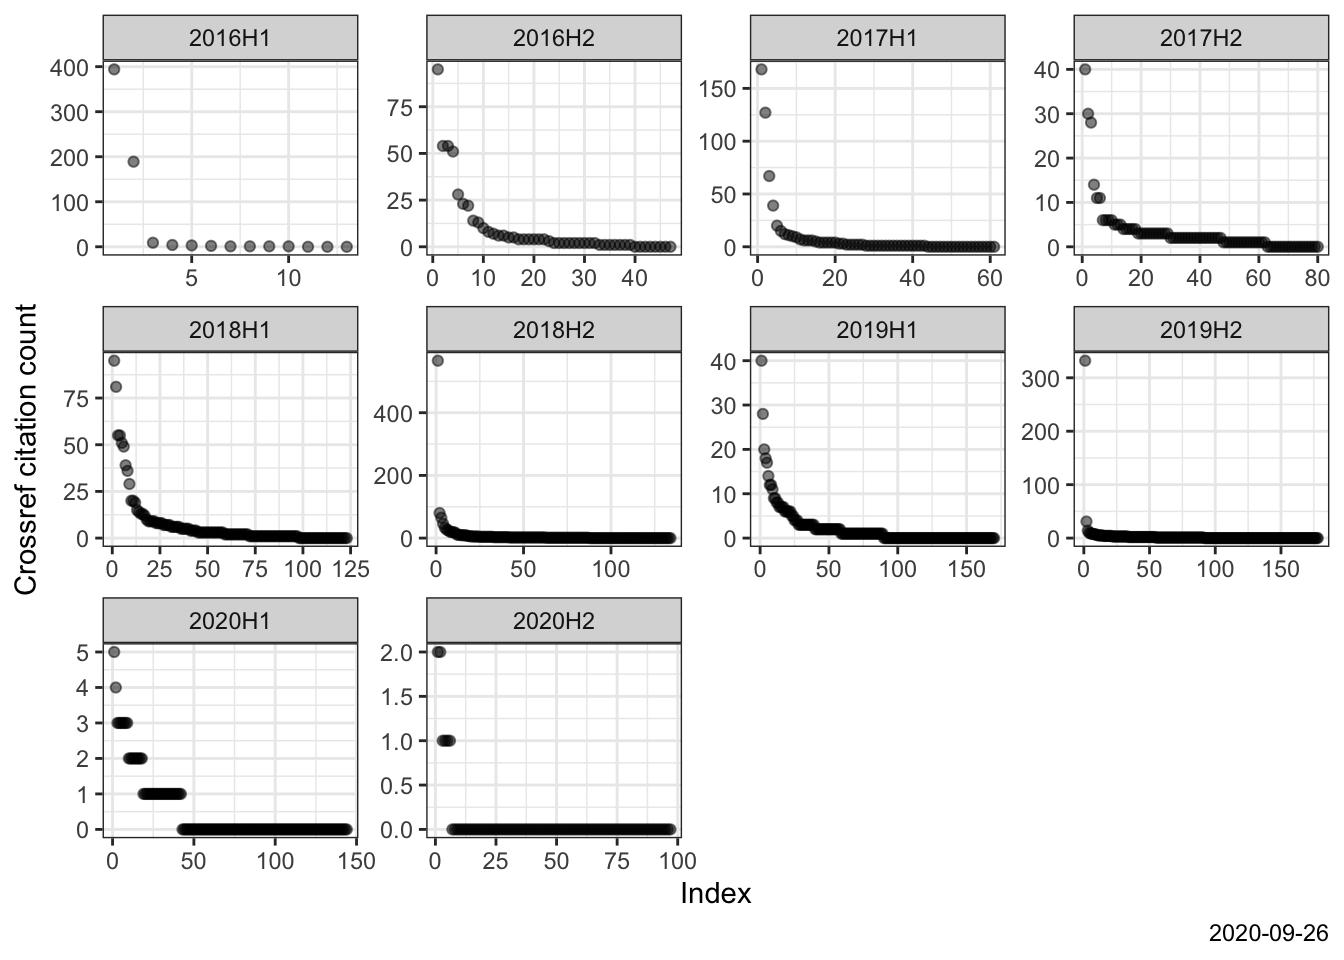 2016H1 2016H2 2017H1 2017H2
400 300 200 100 0
75 50 25 0
150 100 50 0
40 30 20 10 0
5 10
0 10 20 30 40
0 20 40 60
0 20 40 60 80
Crossref citation count
2018H1 2018H2 2019H1 2019H2
75 50 25 0
400 200 0
40 30 20 10 0
300 200 100 0
0 25 50 75 100 125
0 50 100
0 50 100 150
0 50 100 150
2020H1 2020H2
5 4 3 2 1 0
2.0 1.5 1.0 0.5 0.0
0 50 100 150
0 25 50 75 100
Index
2020-09-26